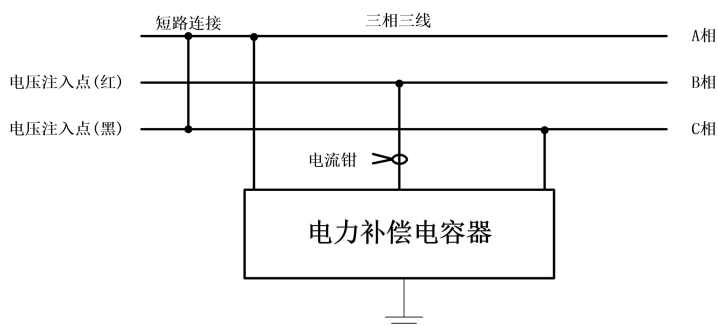 短路连接
三相三线
A相
电压注入点(红)
B相
电压注入点(黑)
C相
电流钳
电力补偿电容器